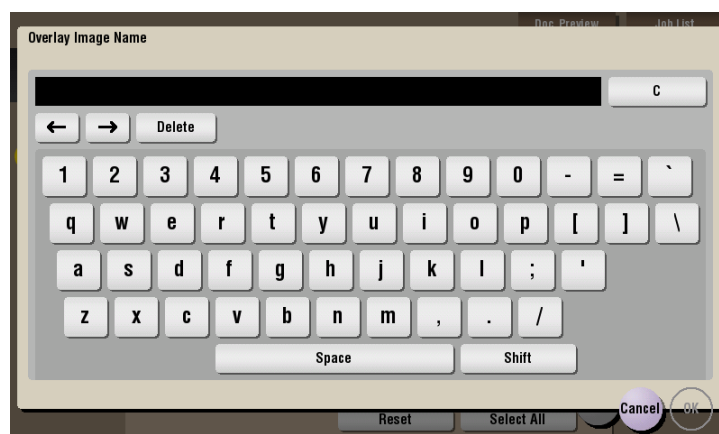 Doc. Preview Job List
Overlay Image Name
C
← → Delete
1 2 3 4 5 6 7 8 9 0 - = `
q w e r t y u i o p [ ] \
a s d f g h j k l ; '
z x c v b n m , . /
Space Shift
Cancel OK
Reset Select All